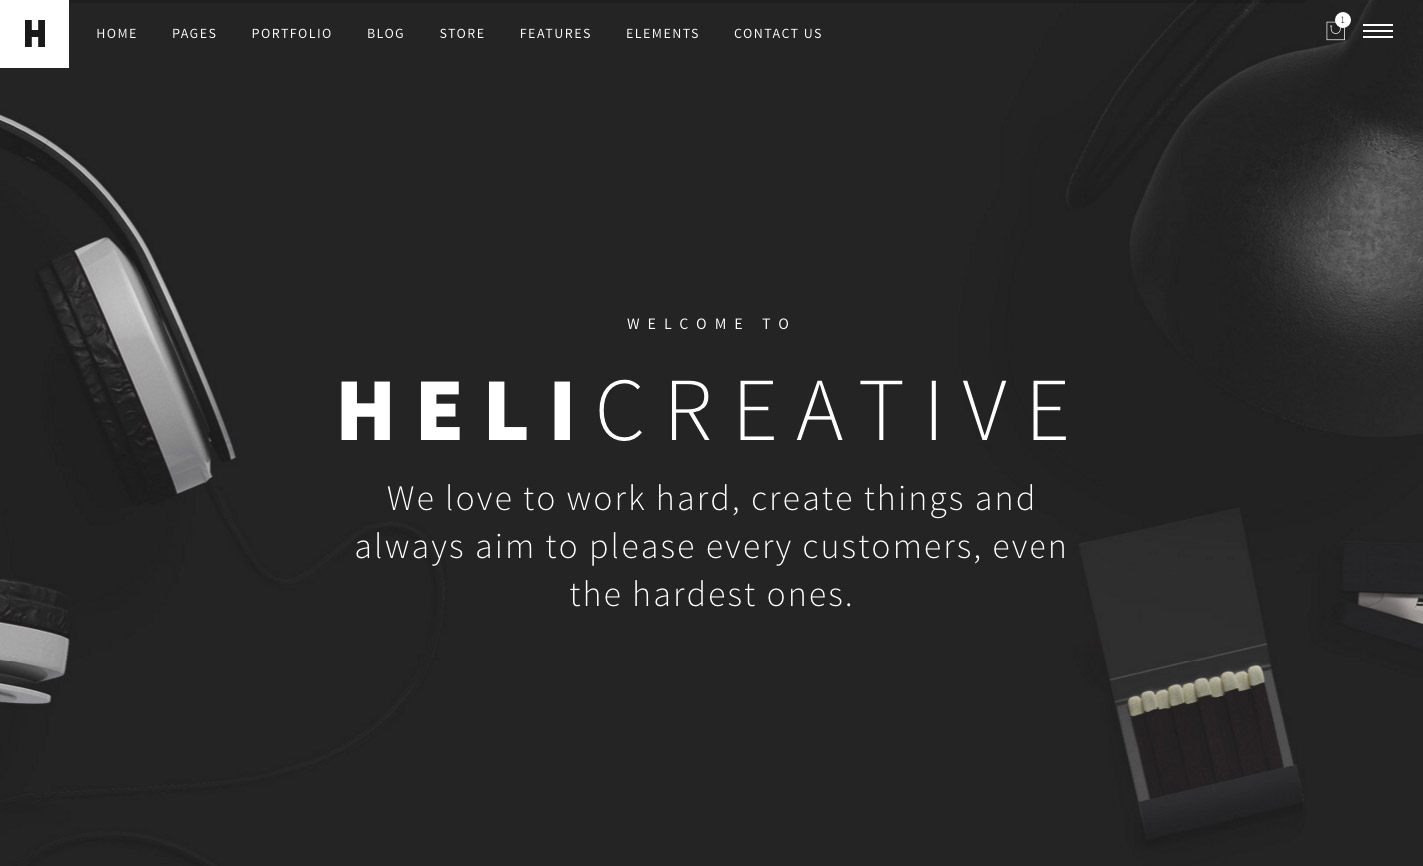 H
HOME PAGES PORTFOLIO BLOG STORE FEATURES ELEMENTS CONTACT US
1
WELCOME TO
HELICREATIVE
We love to work hard, create things and
always aim to please every customers, even
the hardest ones.